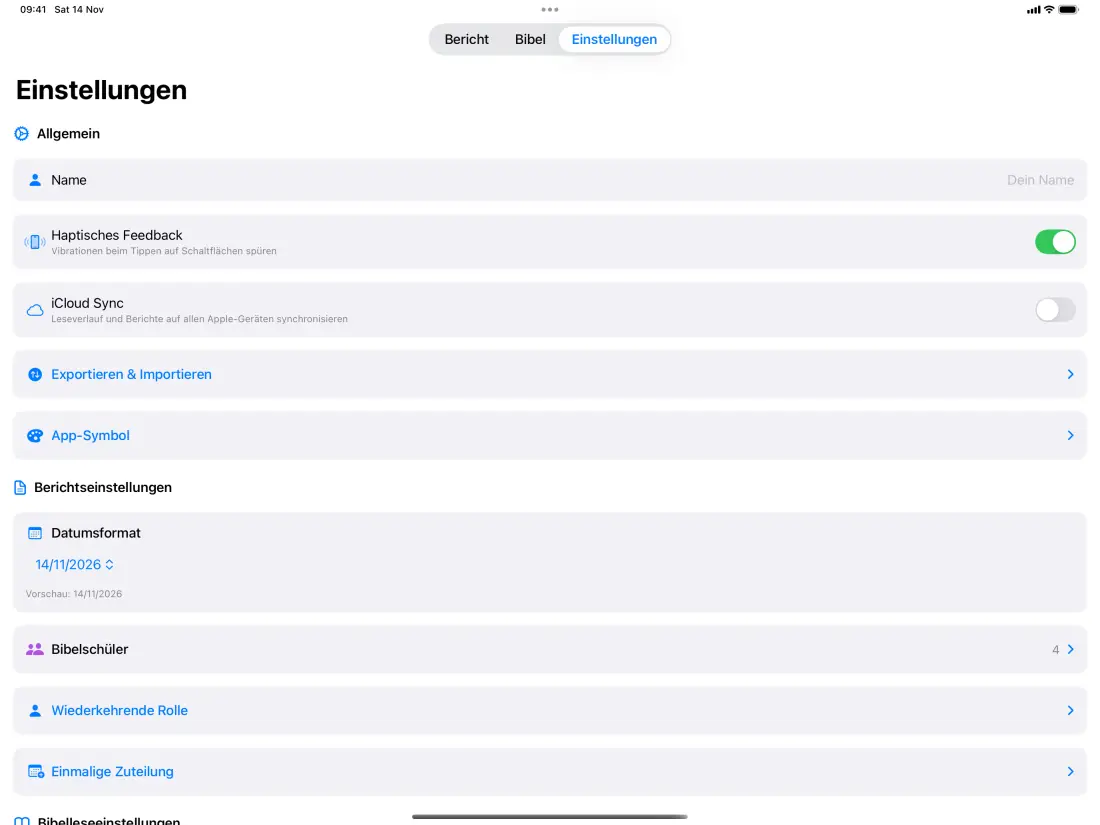 09:41 Sat 14 Nov
Bericht Bibel Einstellungen
Einstellungen
Allgemein
Name Dein Name
Haptisches Feedback
Vibrationen beim Tippen auf Schaltflächen spüren
iCloud Sync
Leseverlauf und Berichte auf allen Apple-Geräten synchronisieren
Exportieren & Importieren
App-Symbol
Berichtseinstellungen
Datumsformat
14/11/2026
Vorschau: 14/11/2026
Bibelschüler 4
Wiederkehrende Rolle
Einmalige Zuteilung
Bibelleseeinstellungen